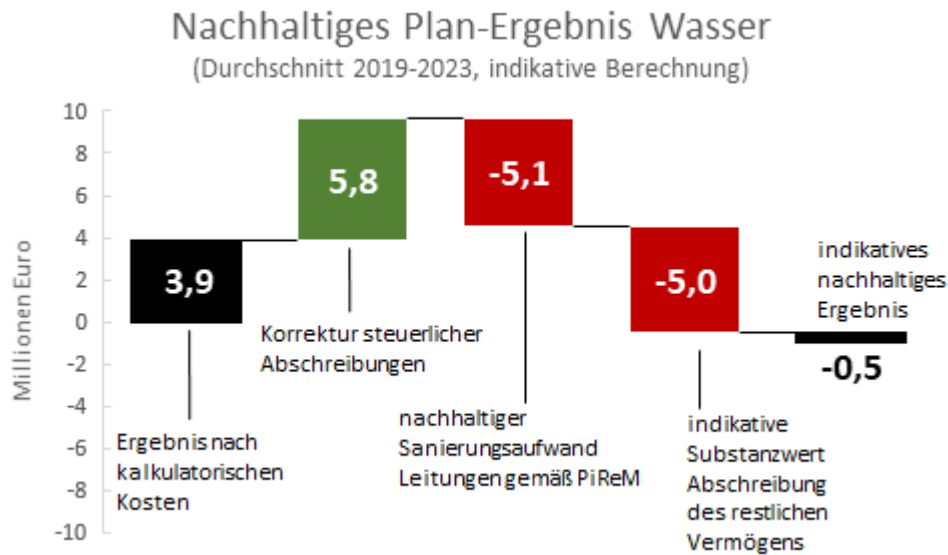 Nachhaltiges Plan-Ergebnis Wasser
(Durchschnitt 2019-2023, indikative Berechnung)
Millionen Euro
10
8
6
4
2
0
-2
-4
-6
-8
-10
3,9
5,8
-5,1
-5,0
-0,5
Ergebnis nach
kalkulatorischen
Kosten
Korrektur steuerlicher
Abschreibungen
nachhaltiger
Sanierungsaufwand
Leitungen gemäß PiReM
indikative
Substanzwert
Abschreibung
des restlichen
Vermögens
indikatives
nachhaltiges
Ergebnis